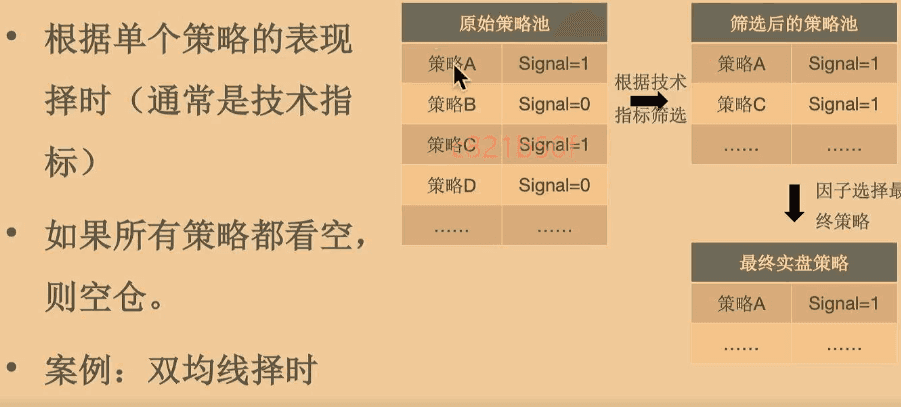 • 根据单个策略的表现
择时（通常是技术指
标）
• 如果所有策略都看空，
则空仓。
• 案例：双均线择时
原始策略池
策略A Signal=1
策略B Signal=0
策略C Signal=1
策略D Signal=0
…… ……
根据技术
指标筛选
筛选后的策略池
策略A Signal=1
策略C Signal=1
…… ……
因子选择最
终策略
最终实盘策略
策略A Signal=1
…… ……